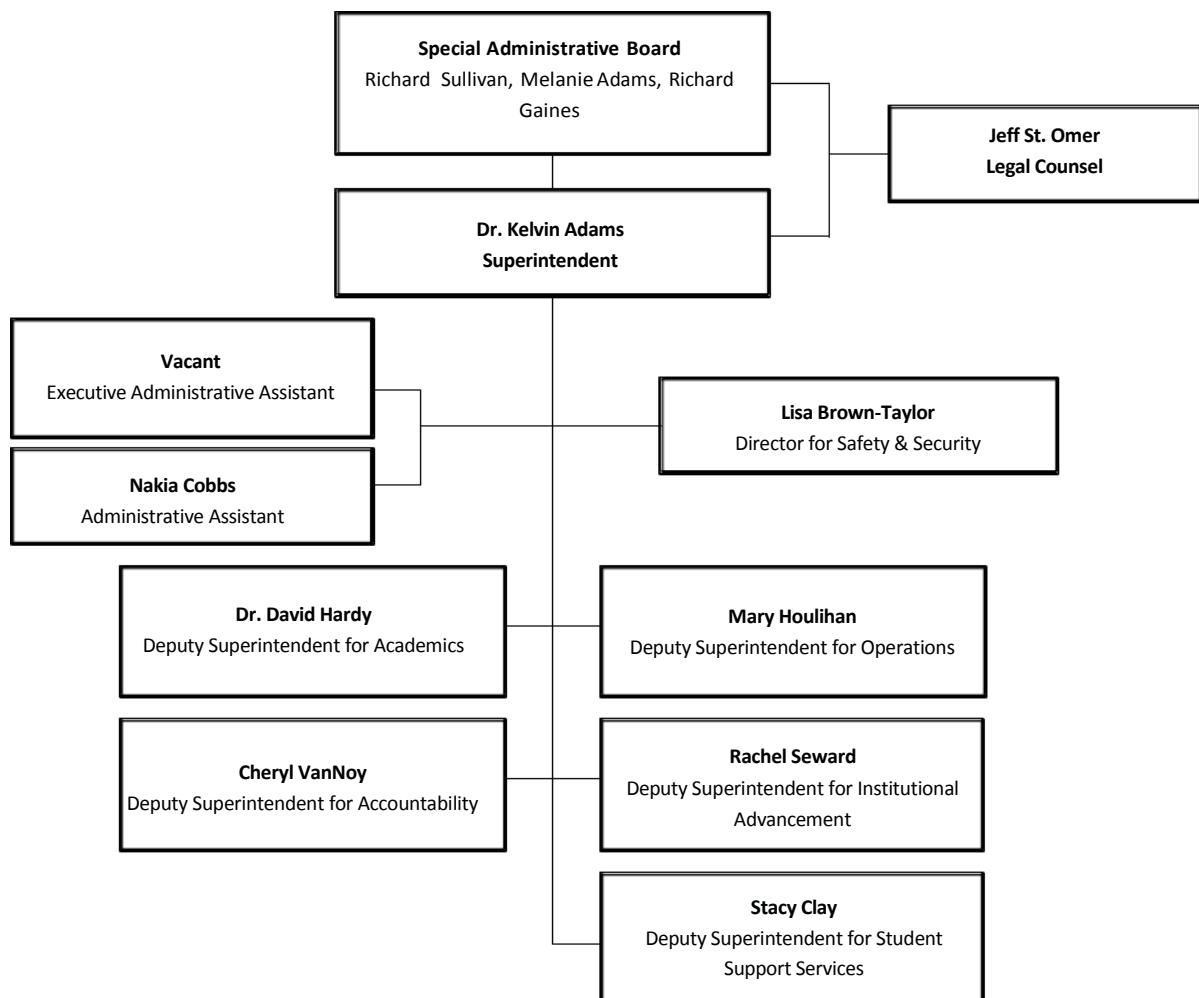 Special Administrative Board
Richard Sullivan, Melanie Adams, Richard
Gaines
Jeff St. Omer
Legal Counsel
Dr. Kelvin Adams
Superintendent
Vacant
Executive Administrative Assistant
Lisa Brown-Taylor
Director for Safety & Security
Nakia Cobbs
Administrative Assistant
Dr. David Hardy
Deputy Superintendent for Academics
Mary Houlihan
Deputy Superintendent for Operations
Cheryl VanNoy
Deputy Superintendent for Accountability
Rachel Seward
Deputy Superintendent for Institutional
Advancement
Stacy Clay
Deputy Superintendent for Student
Support Services